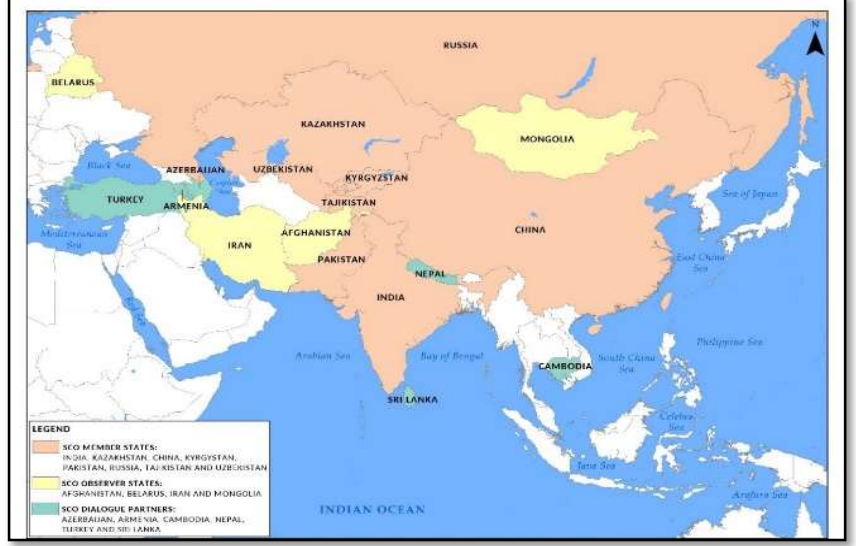 N
RUSSIA
BELARUS
KAZAKHSTAN
MONGOLIA
Black Sea
AZERBAIJAN
UZBEKISTAN
KYRGYZSTAN
Caspian
Sea
TURKEY
ARMENIA
TAJIKISTAN
Sea of Japan
Mediterranean
Sea
IRAN
AFGHANISTAN
CHINA
PAKISTAN
East China
Sea
NEPAL
Red Sea
INDIA
Arabian Sea
Bay of Bengal
Philippine Sea
CAMBODIA
South China
Sea
SRI LANKA
Celebes
Sea
Java Sea
Arafura Sea
INDIAN OCEAN
LEGEND
SCO MEMBER STATES:
INDIA, KAZAKHSTAN, CHINA, KYRGYSTAN,
PAKISTAN, RUSSIA, TAJIKISTAN AND UZBEKISTAN
SCO OBSERVER STATES:
AFGHANISTAN, BELARUS, IRAN AND MONGOLIA
SCO DIALOGUE PARTNERS:
AZERBAIJAN, ARMENIA, CAMBODIA, NEPAL,
TURKEY AND SRI LANKA